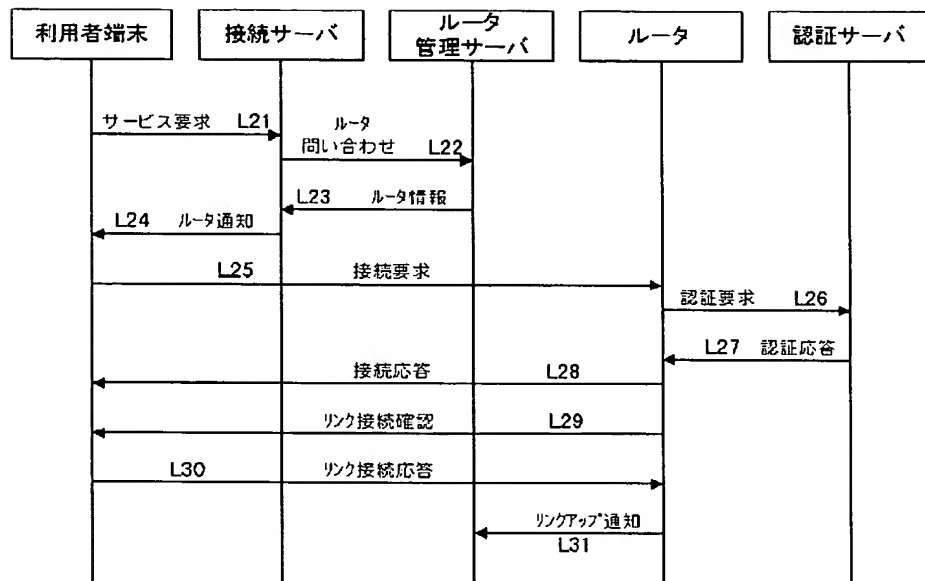 利用者端末
接続サーバ
ルータ
管理サーバ
ルータ
認証サーバ
サービス要求 L21
ルータ
問い合わせ L22
L23 ルータ情報
L24 ルータ通知
L25 接続要求
認証要求 L26
L27 認証応答
接続応答 L28
リンク接続確認 L29
L30 リンク接続応答
リンクアップ通知
L31